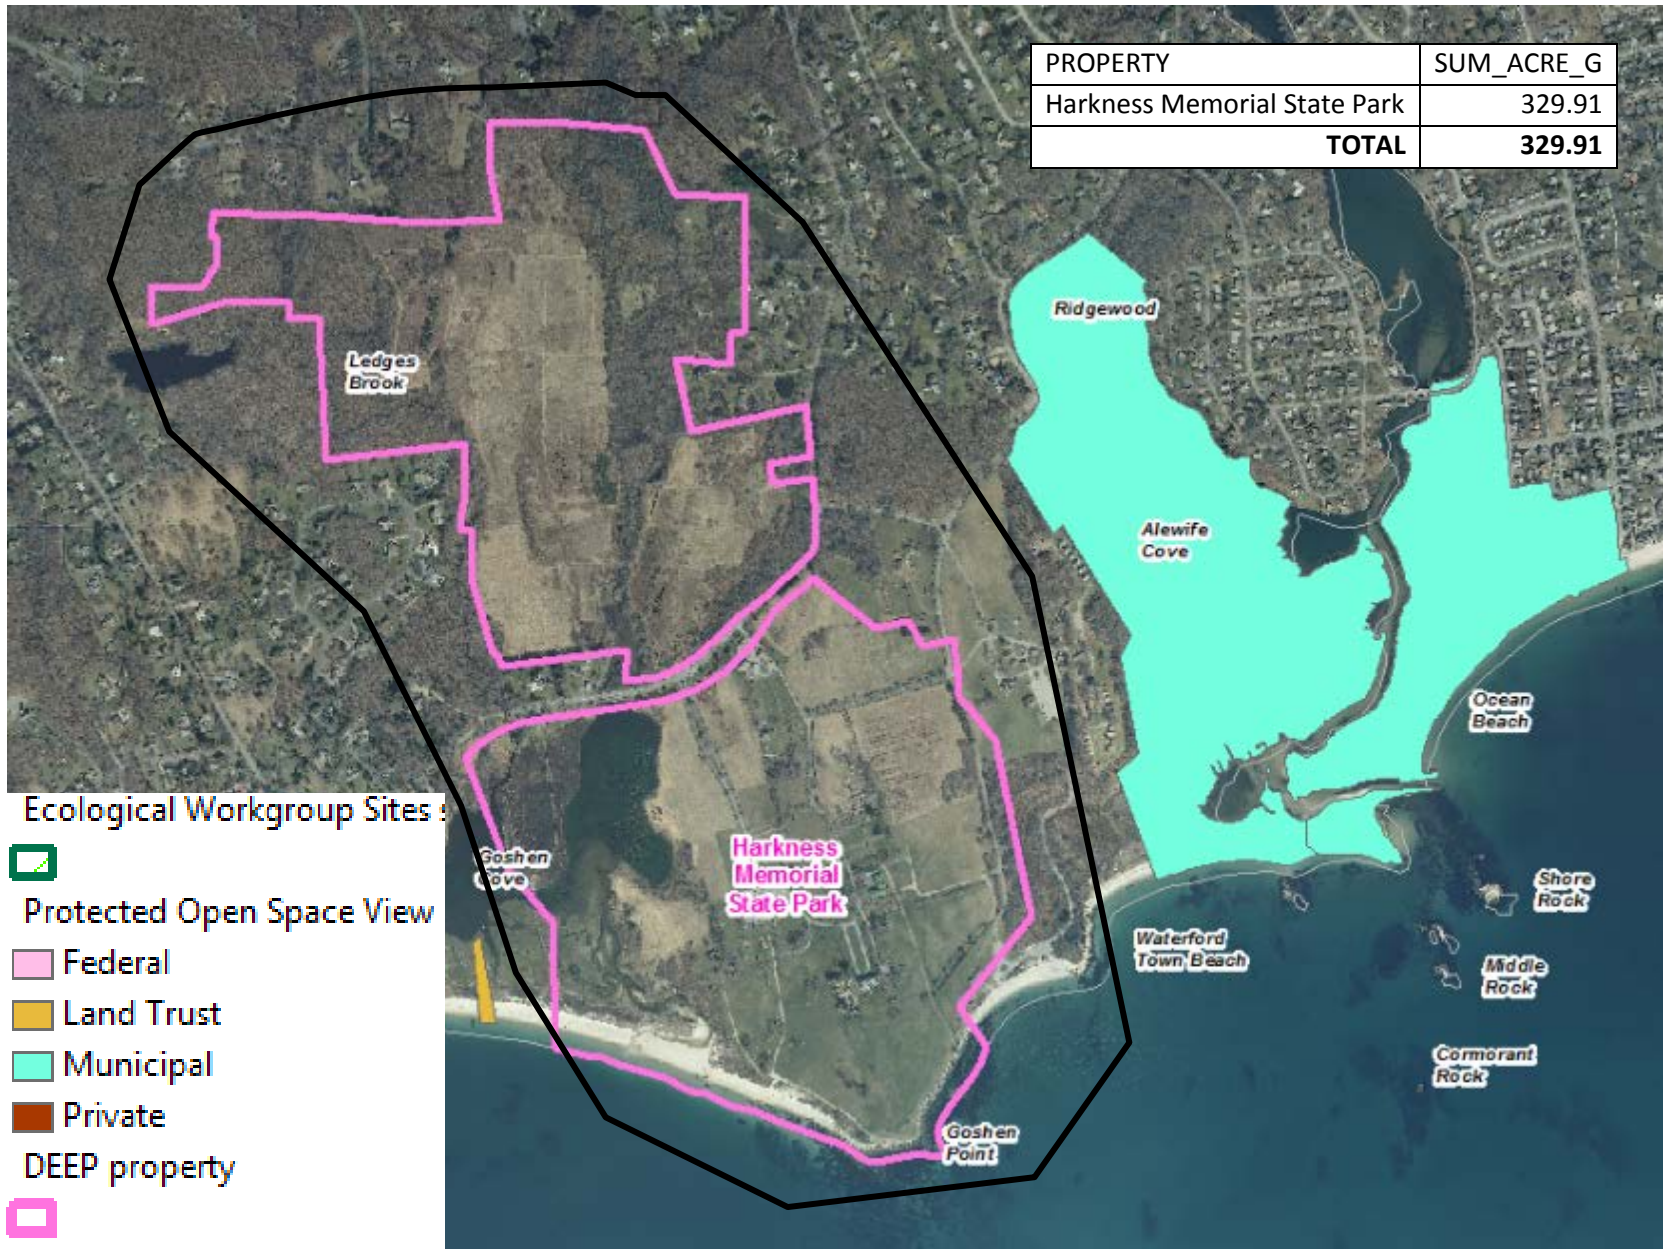 PROPERTY SUM_ACRE_G
Harkness Memorial State Park 329.91
TOTAL 329.91
Ridgewood
Ledges
Brook
Alewife
Cove
Ocean
Beach
Ecological Workgroup Sites s
Goshen
Cove
Harkness
Memorial
State Park
Shore
Rock
Protected Open Space View
Waterford
Town Beach
Federal
Middle
Rock
Land Trust
Municipal
Cormorant
Rock
Private
Goshen
Point
DEEP property